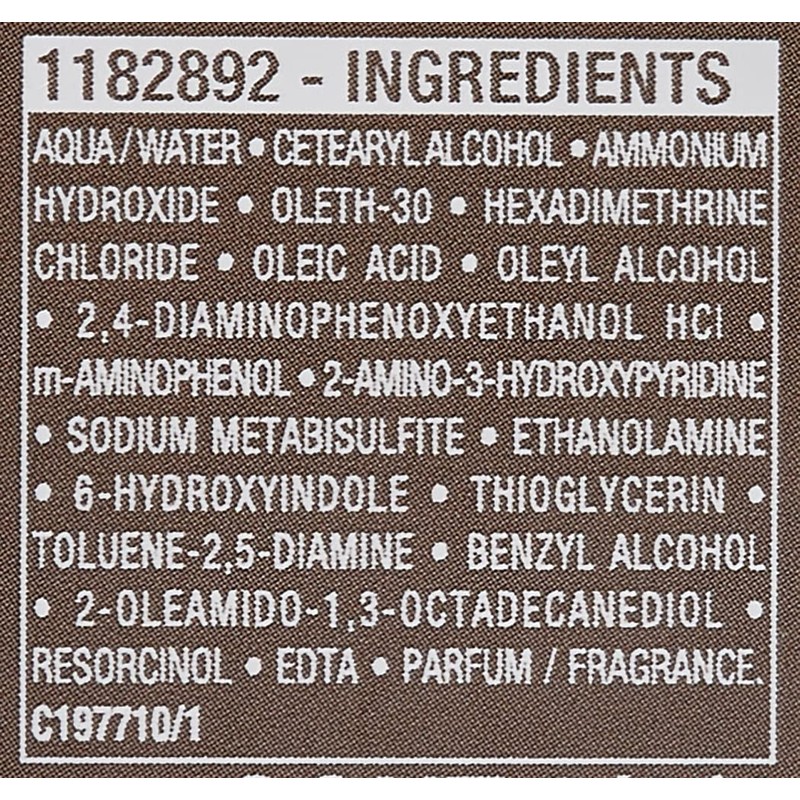 1182892 - INGREDIENTS
AQUA/WATER • CETEARYL ALCOHOL • AMMONIUM
HYDROXIDE • OLETH-30 • HEXADIMETHRINE
CHLORIDE • OLEIC ACID • OLEYL ALCOHOL
• 2,4-DIAMINOPHENOXYETHANOL HCl •
m-AMINOPHENOL • 2-AMINO-3-HYDROXYPYRIDINE
• SODIUM METABISULFITE • ETHANOLAMINE
• 6-HYDROXYINDOLE • THIOGLYCERIN •
TOLUENE-2,5-DIAMINE • BENZYL ALCOHOL
• 2-OLEAMIDO-1,3-OCTADECANEDIOL •
RESORCINOL • EDTA • PARFUM / FRAGRANCE.
C197710/1